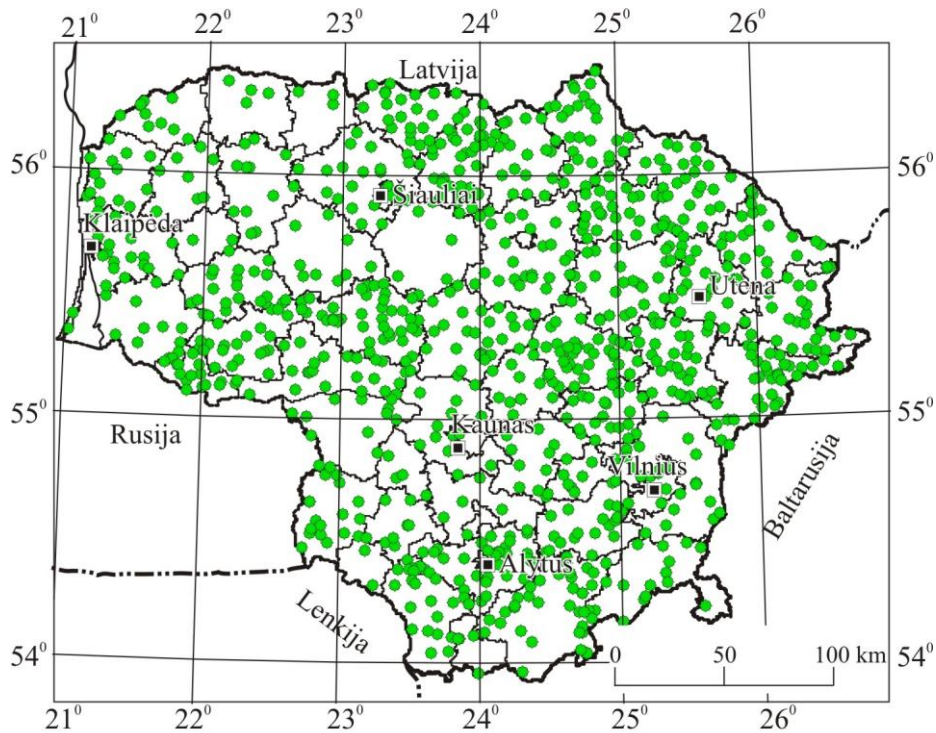 21⁰ 22⁰ 23⁰ 24⁰ 25⁰ 26⁰
Latvija
56⁰ 56⁰
Šiauliai
Klaipėda
Utena
55⁰ 55⁰
Rusija
Kaunas
Vilnius
Baltarusija
Alytus
Lenkija
54⁰ 54⁰
0 50 100 km
21⁰ 22⁰ 23⁰ 24⁰ 25⁰ 26⁰